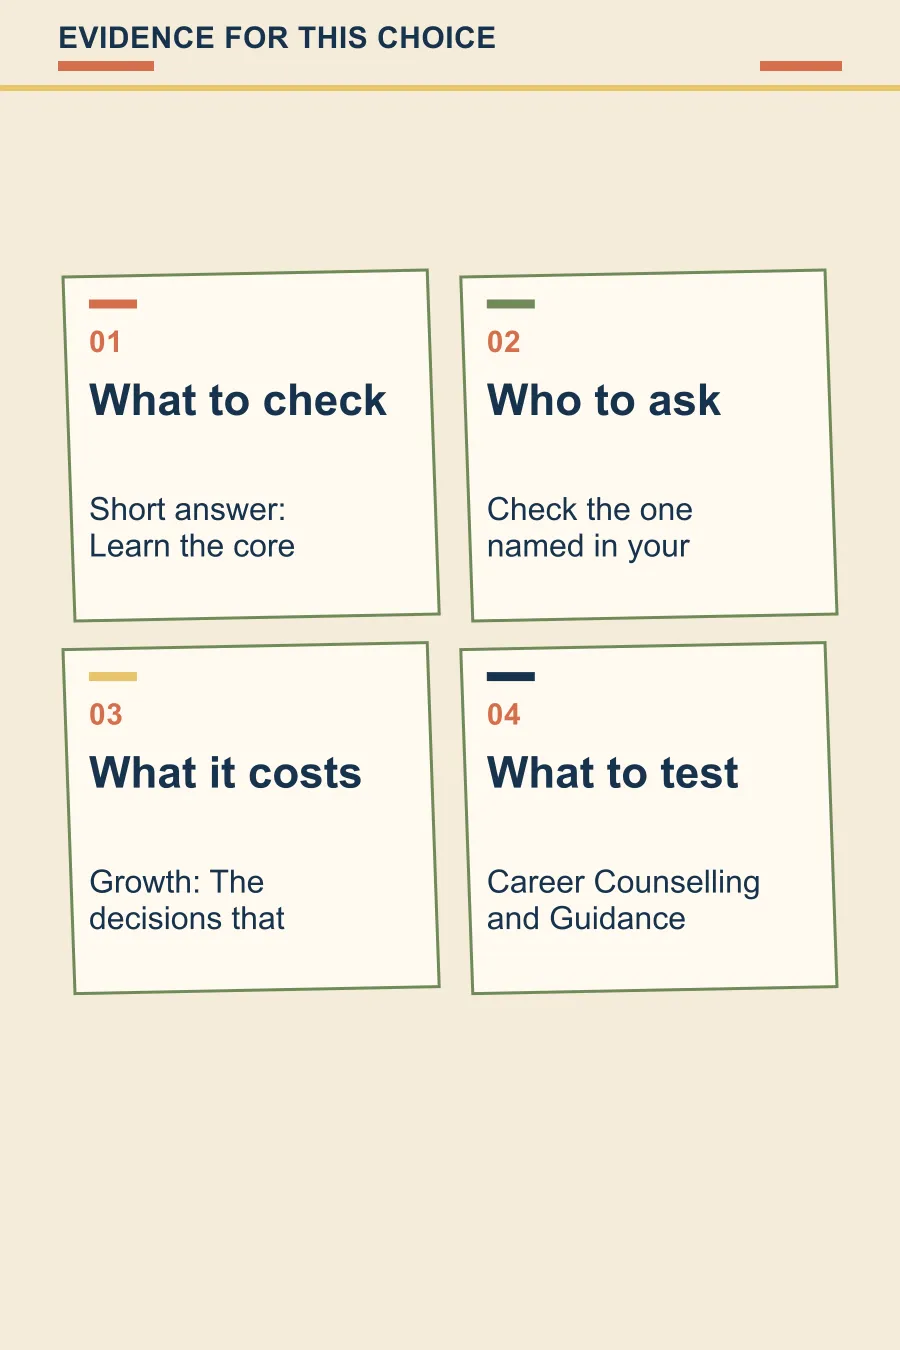 EVIDENCE FOR THIS CHOICE
01
What to check
Short answer:
Learn the core
02
Who to ask
Check the one
named in your
03
What it costs
Growth: The
decisions that
04
What to test
Career Counselling
and Guidance